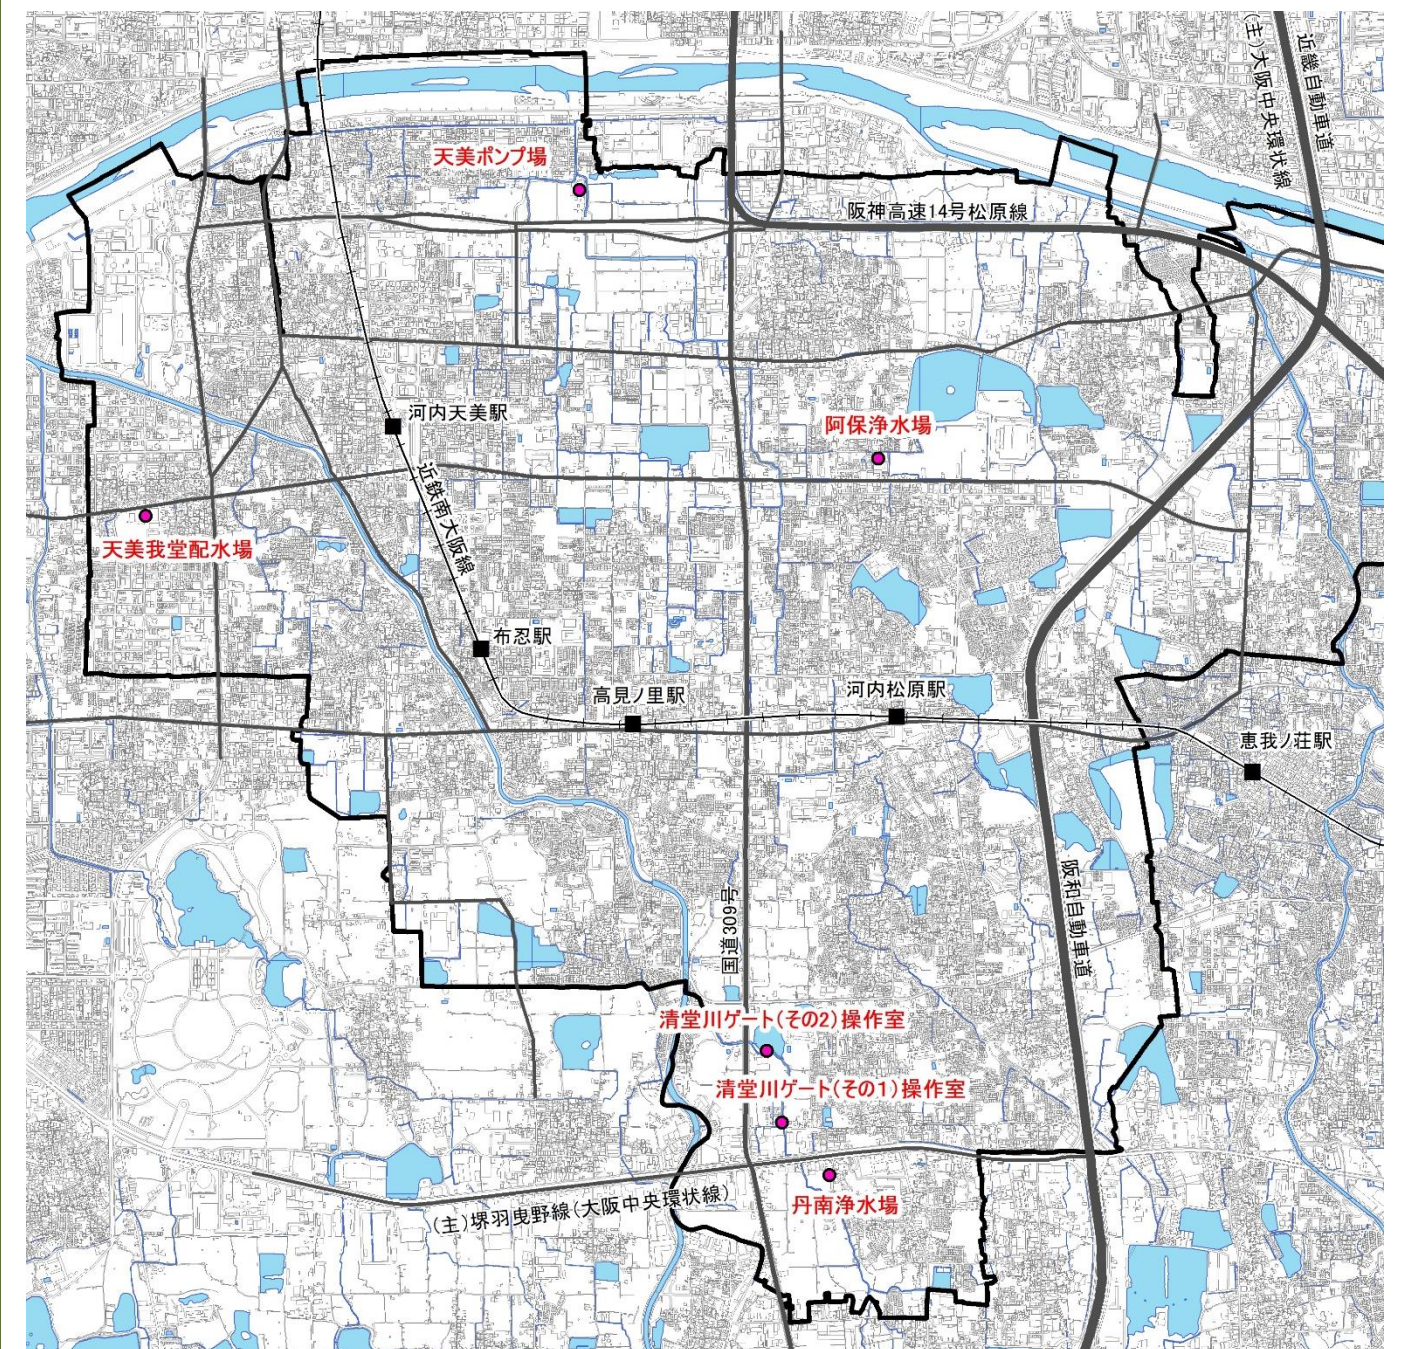 近畿自動車道
(主)大阪中央環状線
天美ポンプ場
阪神高速14号松原線
河内天美駅
阿保浄水場
近鉄南大阪線
天美我堂配水場
布忍駅
高見ノ里駅
河内松原駅
恵我ノ荘駅
国道309号
阪和自動車道
清堂川ゲート(その2)操作室
清堂川ゲート(その1)操作室
丹南浄水場
(主)堺羽曳野線(大阪中央環状線)